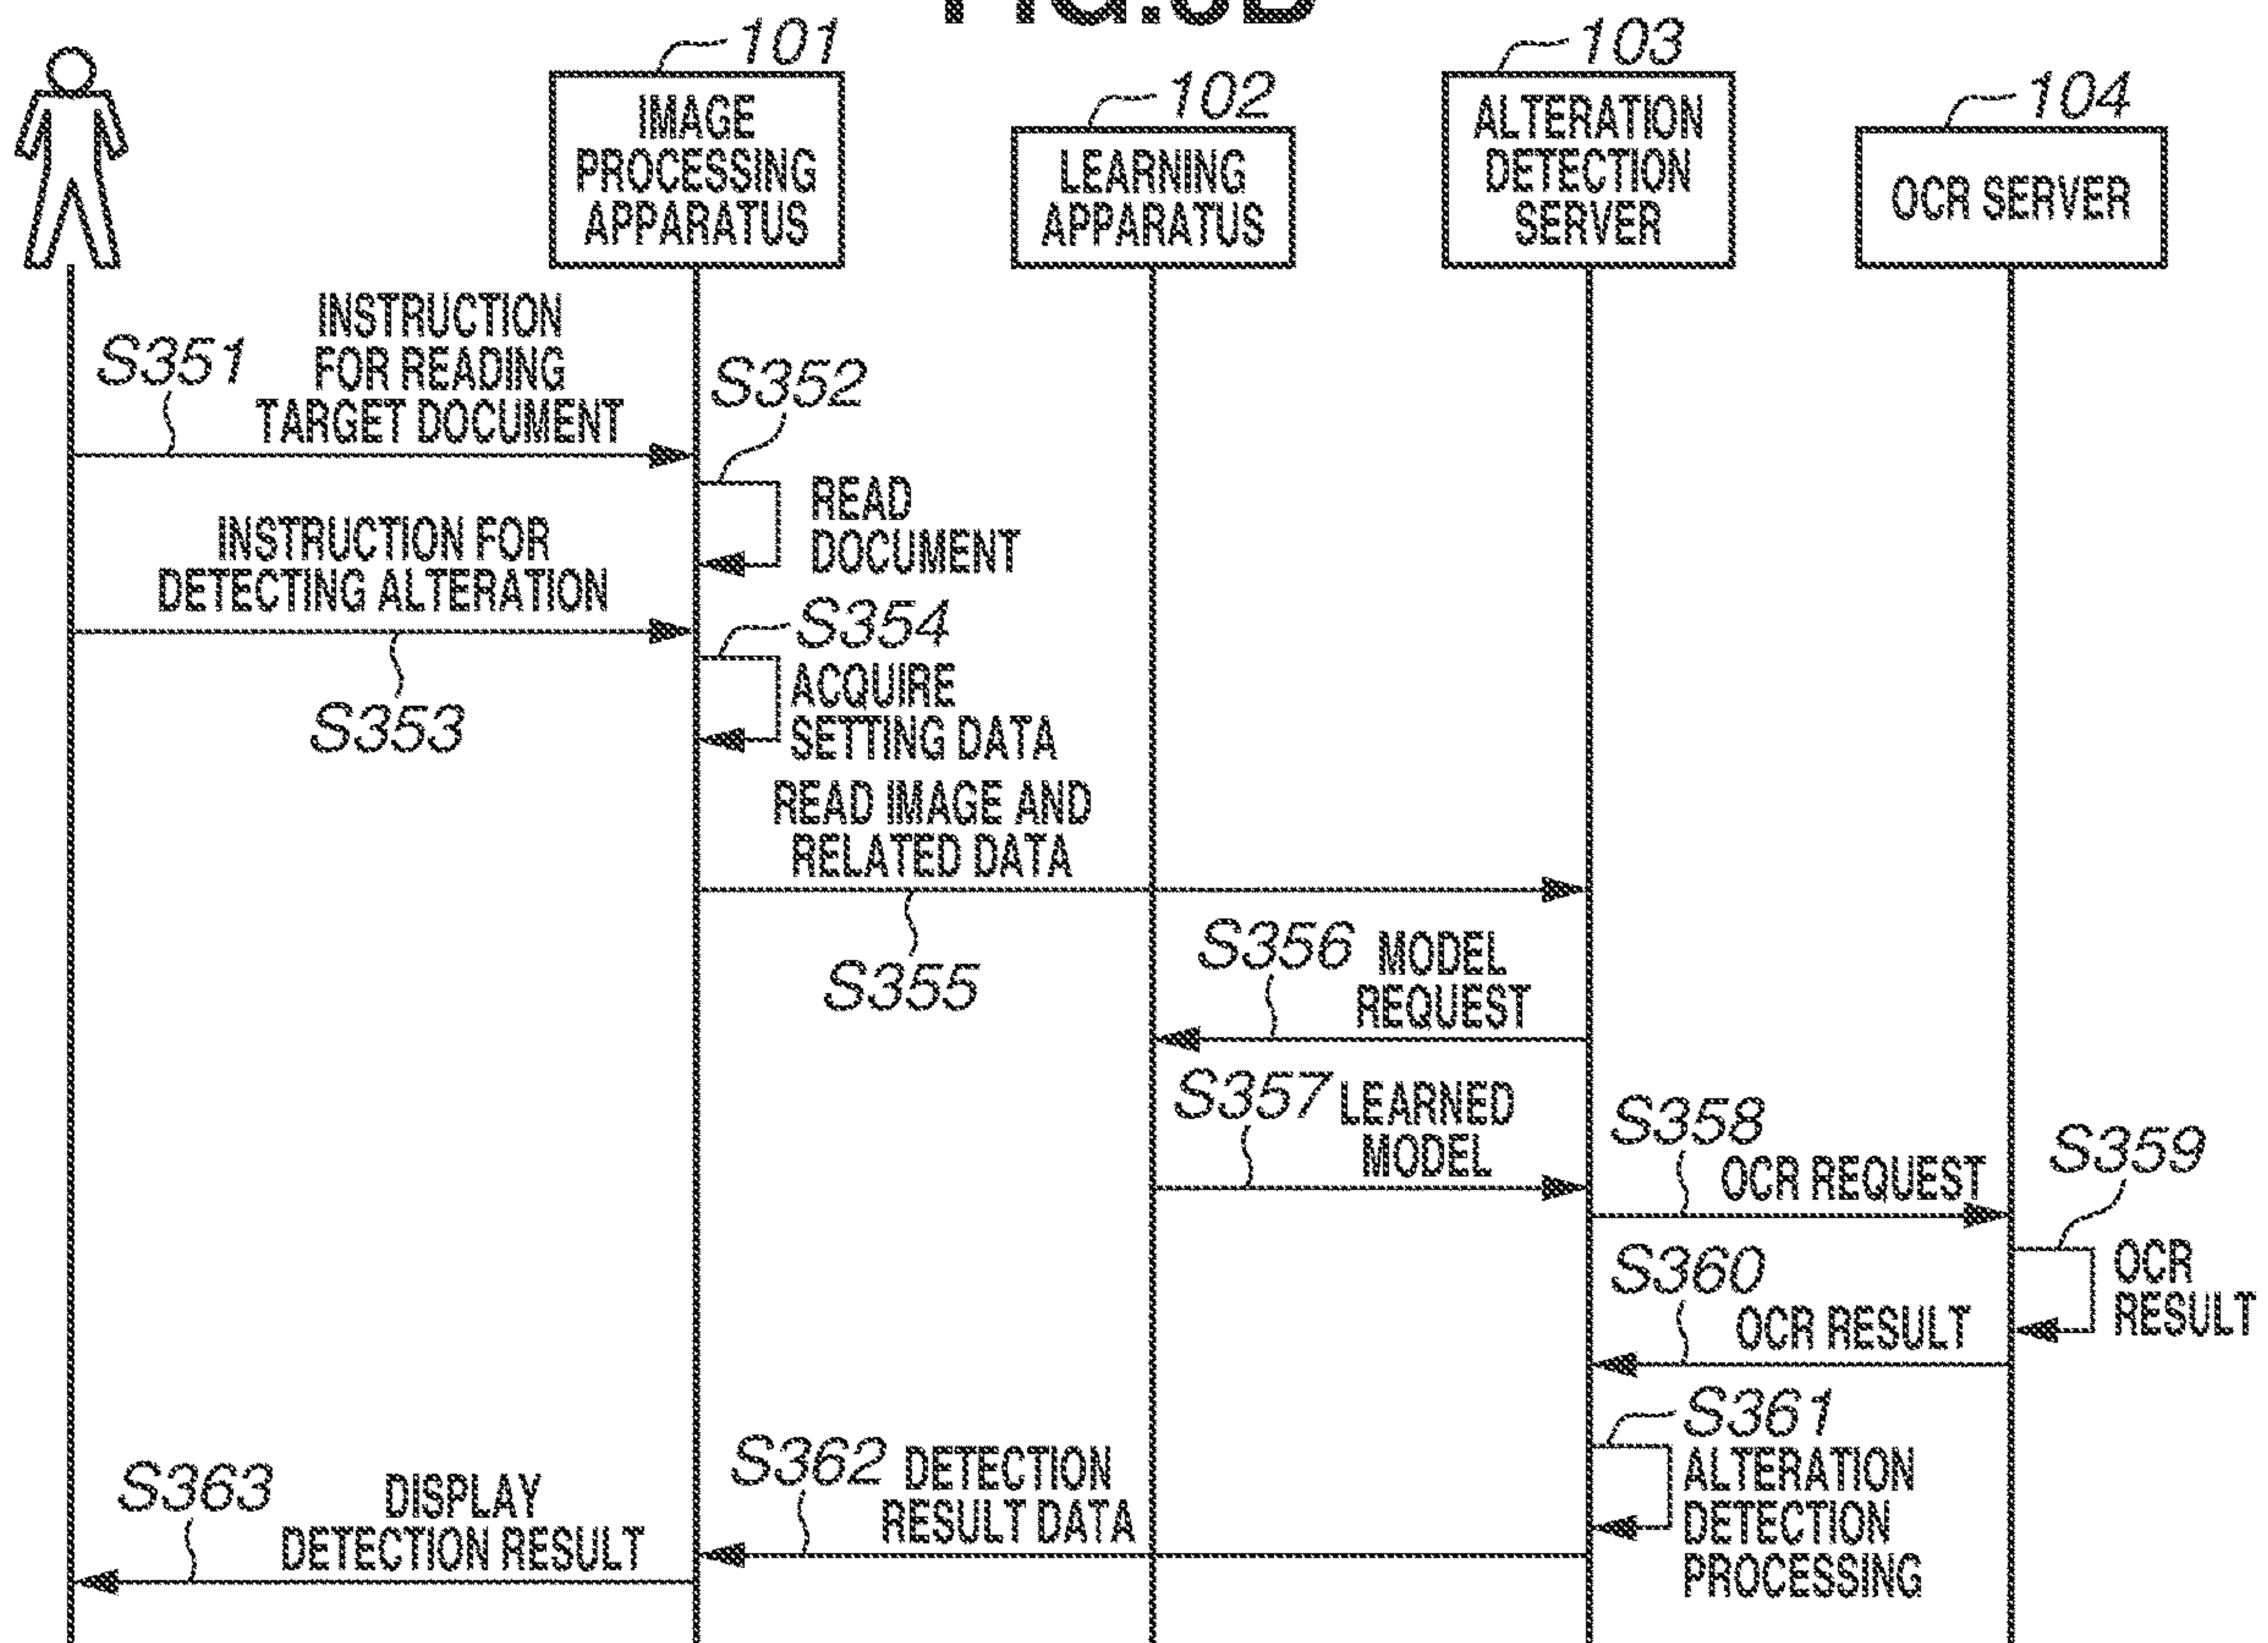 101
103
102
104
IMAGE
PROCESSING
APPARATUS
LEARNING
APPARATUS
ALTERATION
DETECTION
SERVER
OCR SERVER
S351
INSTRUCTION
FOR READING
TARGET DOCUMENT
S352
READ
DOCUMENT
INSTRUCTION FOR
DETECTING ALTERATION
S353
S354
ACQUIRE
SETTING DATA
READ IMAGE AND
RELATED DATA
S355
S356 MODEL
REQUEST
S357 LEARNED
MODEL
S358
OCR REQUEST
S359
OCR
RESULT
S360
OCR RESULT
S361
ALTERATION
DETECTION
PROCESSING
S362 DETECTION
RESULT DATA
S363 DISPLAY
DETECTION RESULT